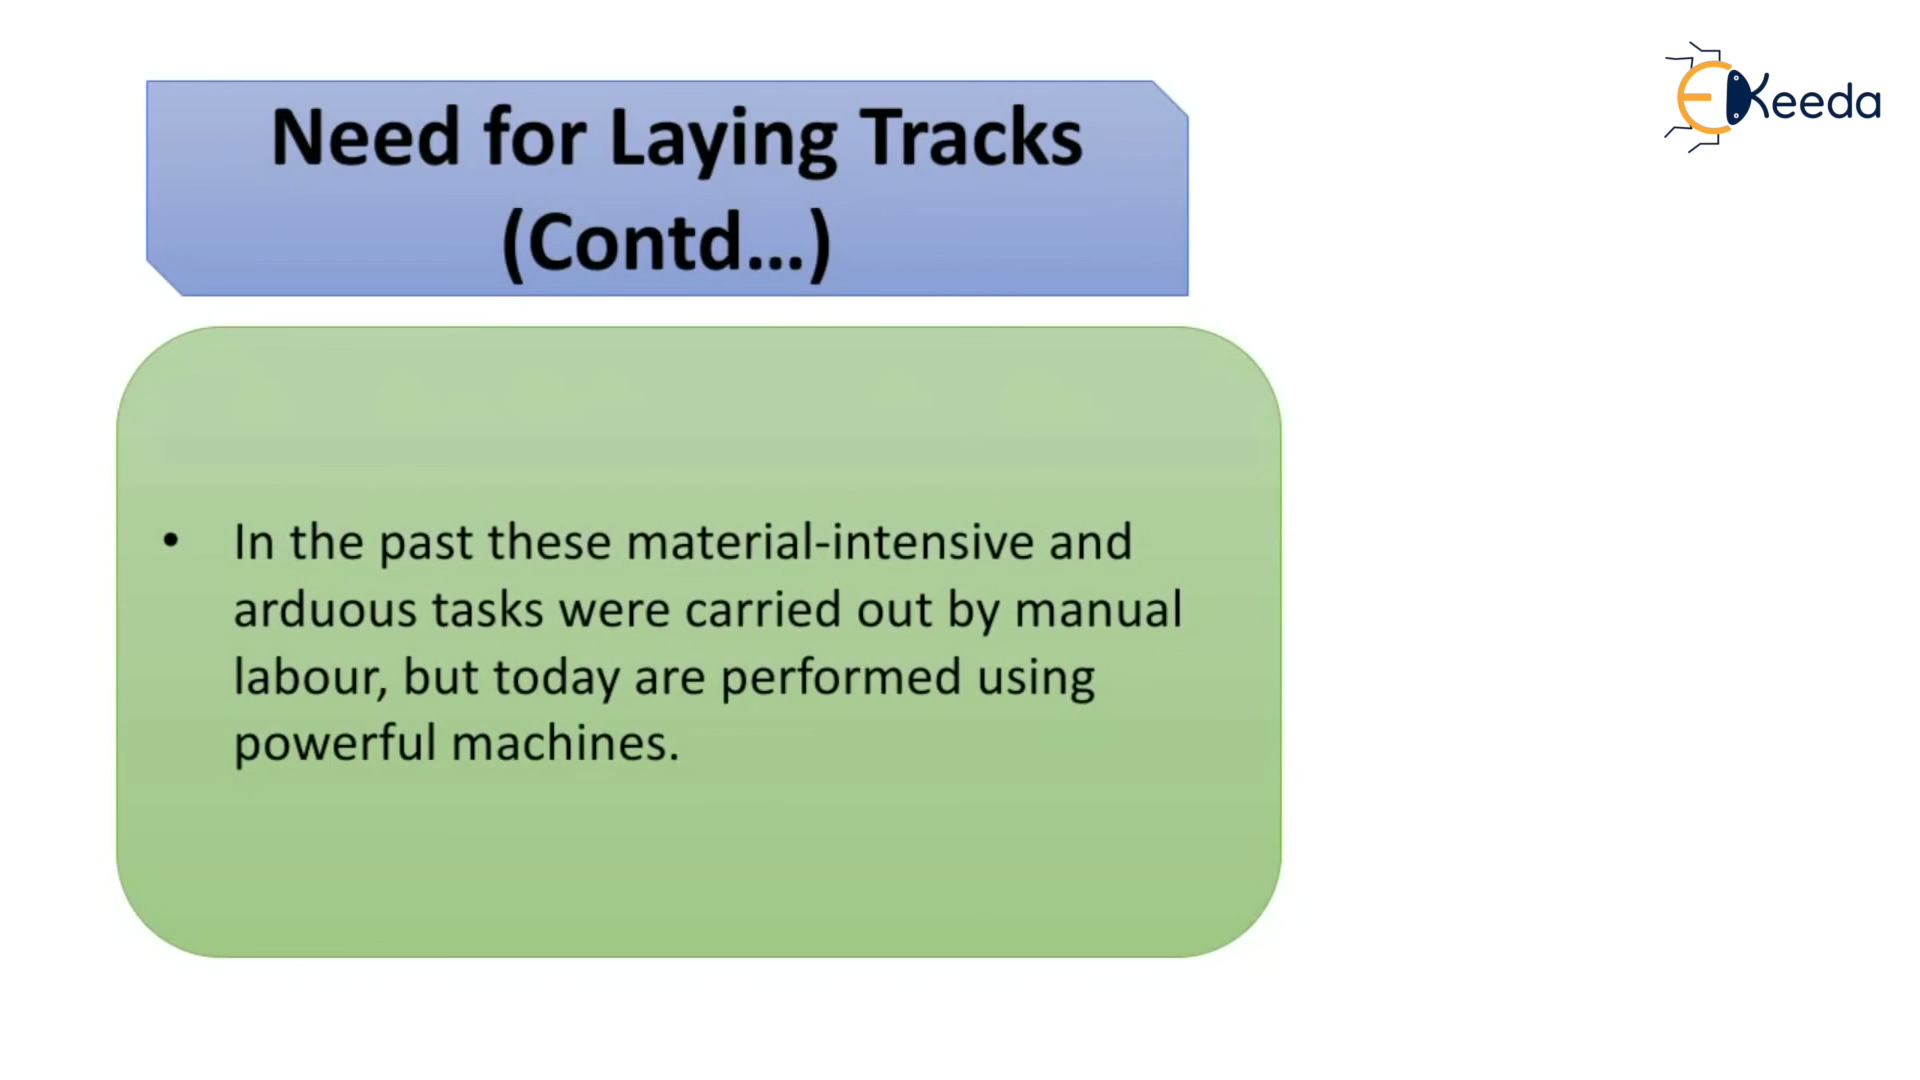 EKeeda
Need for Laying Tracks
(Contd...)
• In the past these material-intensive and
arduous tasks were carried out by manual
labour, but today are performed using
powerful machines.